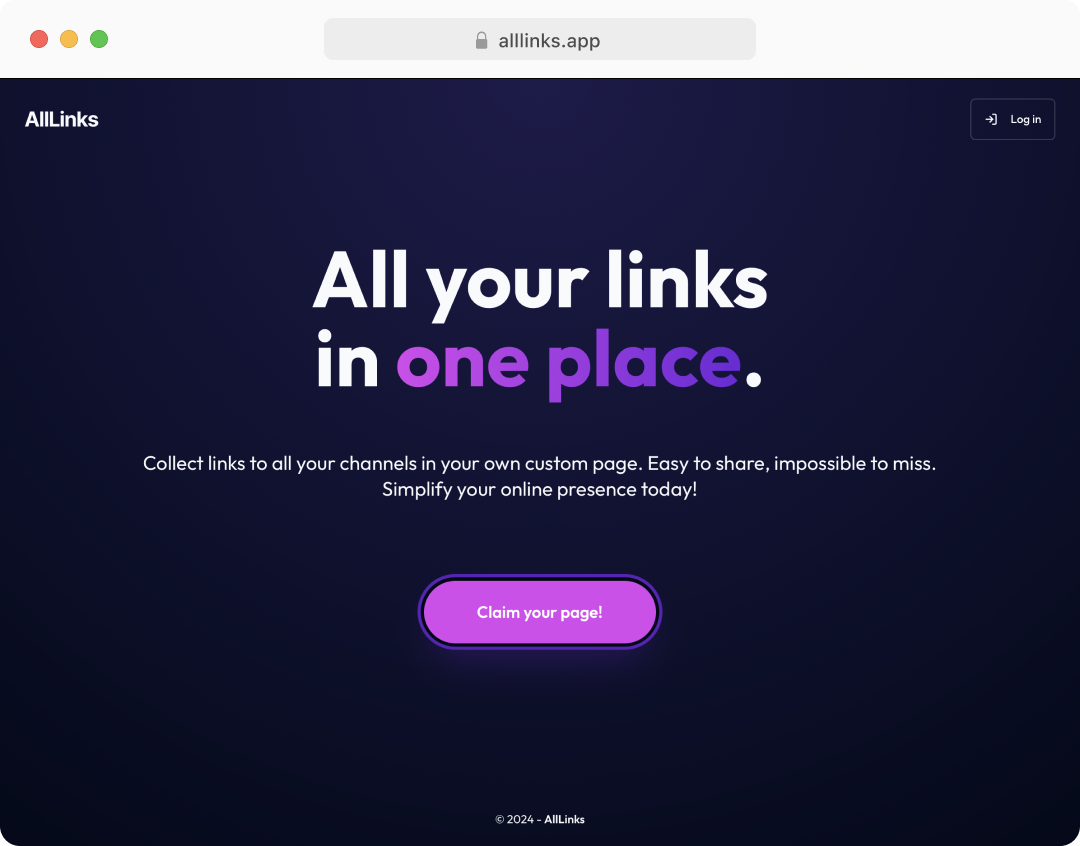 alllinks.app
AllLinks
Log in
All your links
in one place.
Collect links to all your channels in your own custom page. Easy to share, impossible to miss.
Simplify your online presence today!
Claim your page!
© 2024 - AllLinks